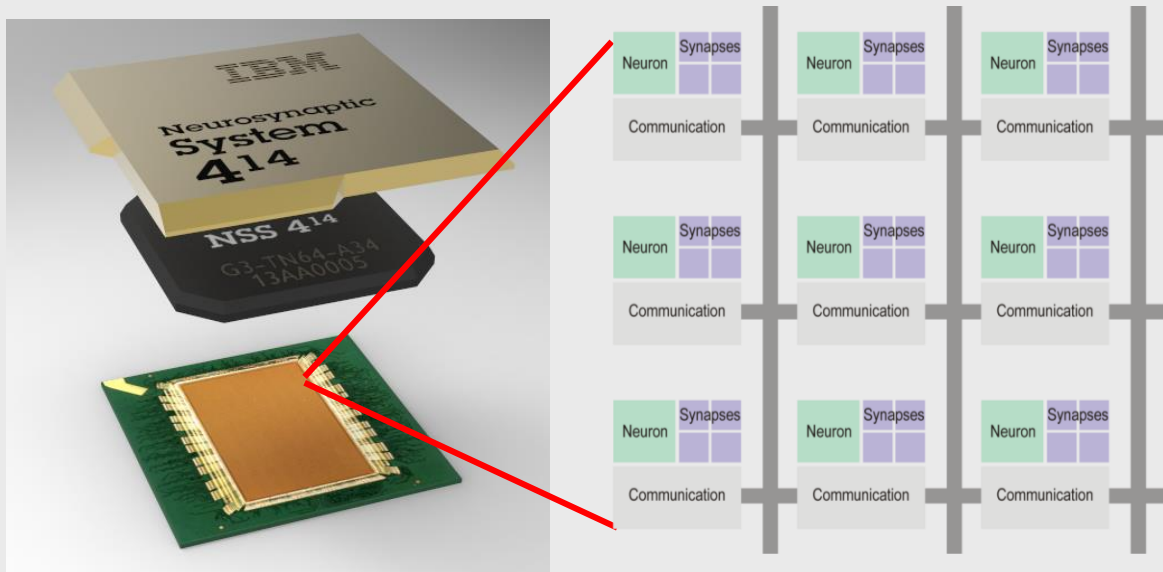 IBM
Neurosynaptic
System
4¹⁴
NSS 4¹⁴
G3-TN64-A34
13AA0005
Neuron Synapses
Communication
Neuron Synapses
Communication
Neuron Synapses
Communication
Neuron Synapses
Communication
Neuron Synapses
Communication
Neuron Synapses
Communication
Neuron Synapses
Communication
Neuron Synapses
Communication
Neuron Synapses
Communication